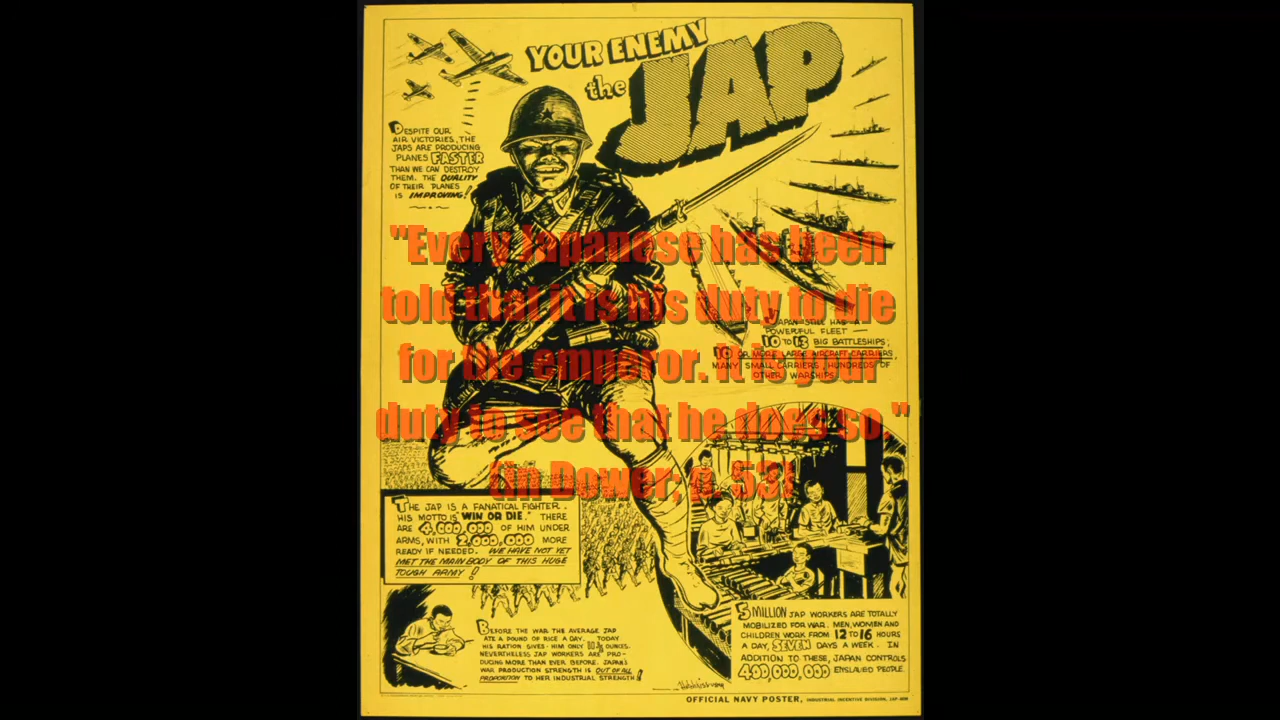 YOUR ENEMY
the JAP
DESPITE OUR
AIR VICTORIES, THE
JAPS ARE PRODUCING
PLANES FASTER
THAN WE CAN DESTROY
THEM. THE QUALITY
OF THEIR PLANES
IS IMPROVING!
"Every Japanese has been
told that it is his duty to die
for the emperor. it is your
duty to see that he does so."
(in Dower; p. 53)
JAPAN STILL HAS A
POWERFUL FLEET —
10 TO 13 BIG BATTLESHIPS,
10 OR MORE LARGE AIRCRAFT CARRIERS,
MANY SMALL CARRIERS, HUNDREDS OF
OTHER WARSHIPS.
THE JAP IS A FANATICAL FIGHTER.
HIS MOTTO IS "WIN OR DIE." THERE
ARE 4,000,000 OF HIM UNDER
ARMS, WITH 2,000,000 MORE
READY IF NEEDED. WE HAVE NOT YET
MET THE MAIN BODY OF THIS HUGE
TOUGH ARMY!
BEFORE THE WAR THE AVERAGE JAP
ATE A POUND OF RICE A DAY. TODAY
HIS RATION GIVES HIM ONLY OUNCES.
NEVERTHELESS JAP WORKERS ARE PRO-
DUCING MORE THAN EVER BEFORE. JAPAN'S
WAR PRODUCTION STRENGTH IS OUT OF ALL
PROPORTION TO HER INDUSTRIAL STRENGTH!
5 MILLION JAP WORKERS ARE TOTALLY
MOBILIZED FOR WAR. MEN, WOMEN AND
CHILDREN WORK FROM 12 TO 16 HOURS
A DAY, SEVEN DAYS A WEEK. IN
ADDITION TO THESE, JAPAN CONTROLS
400,000,000 ENSLAVED PEOPLE.
OFFICIAL NAVY POSTER, INDUSTRIAL INCENTIVE DIVISION,